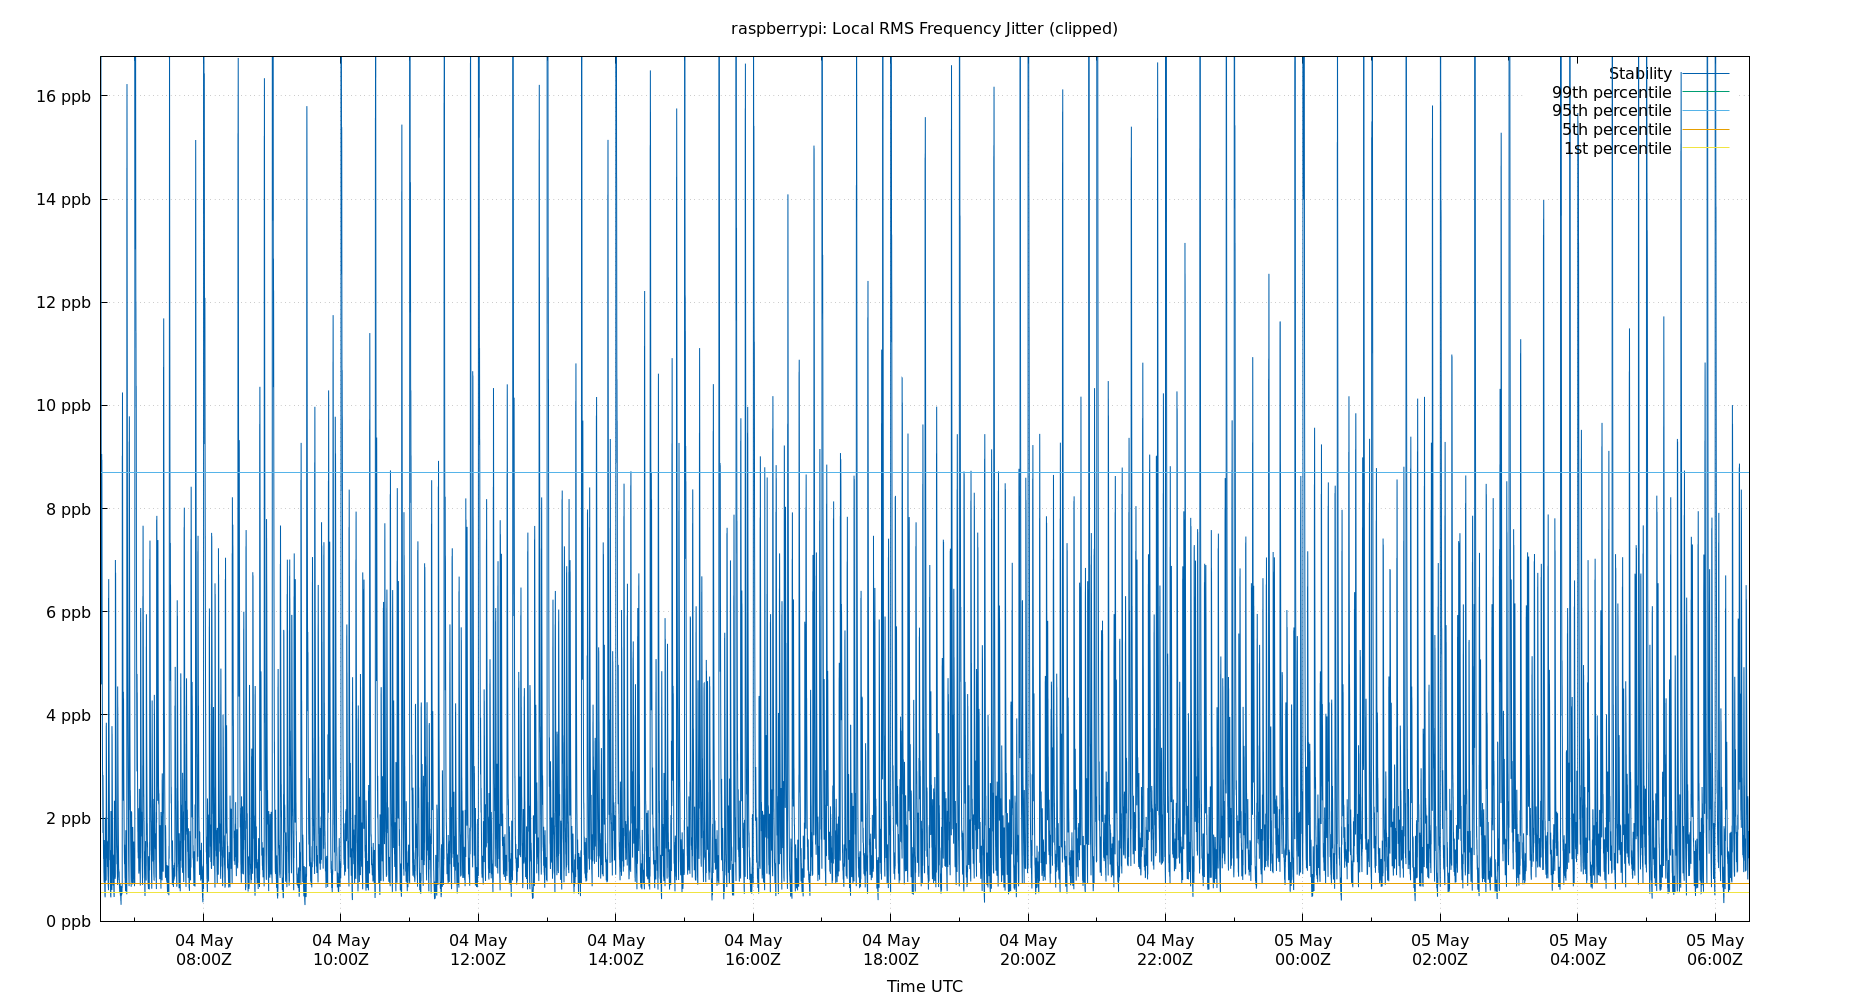 raspberrypi: Local RMS Frequency Jitter (clipped)
Stability
99th percentile
95th percentile
5th percentile
1st percentile
16 ppb
14 ppb
12 ppb
10 ppb
8 ppb
6 ppb
4 ppb
2 ppb
0 ppb
04 May 04 May 04 May 04 May 04 May 04 May 04 May 04 May 05 May 05 May 05 May 05 May
08:00Z 10:00Z 12:00Z 14:00Z 16:00Z 18:00Z 20:00Z 22:00Z 00:00Z 02:00Z 04:00Z 06:00Z
Time UTC